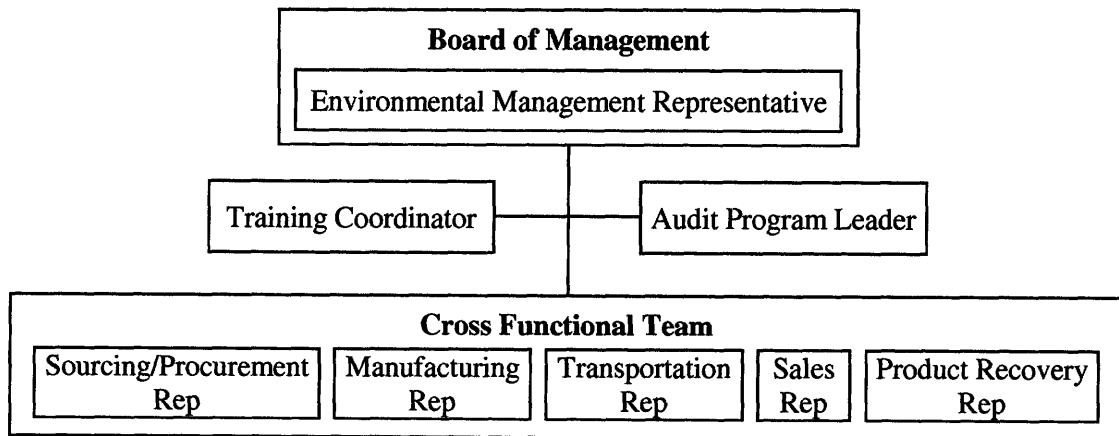 Board of Management
Environmental Management Representative
Training Coordinator
Audit Program Leader
Cross Functional Team
Sourcing/Procurement
Rep
Manufacturing
Rep
Transportation
Rep
Sales
Rep
Product Recovery
Rep